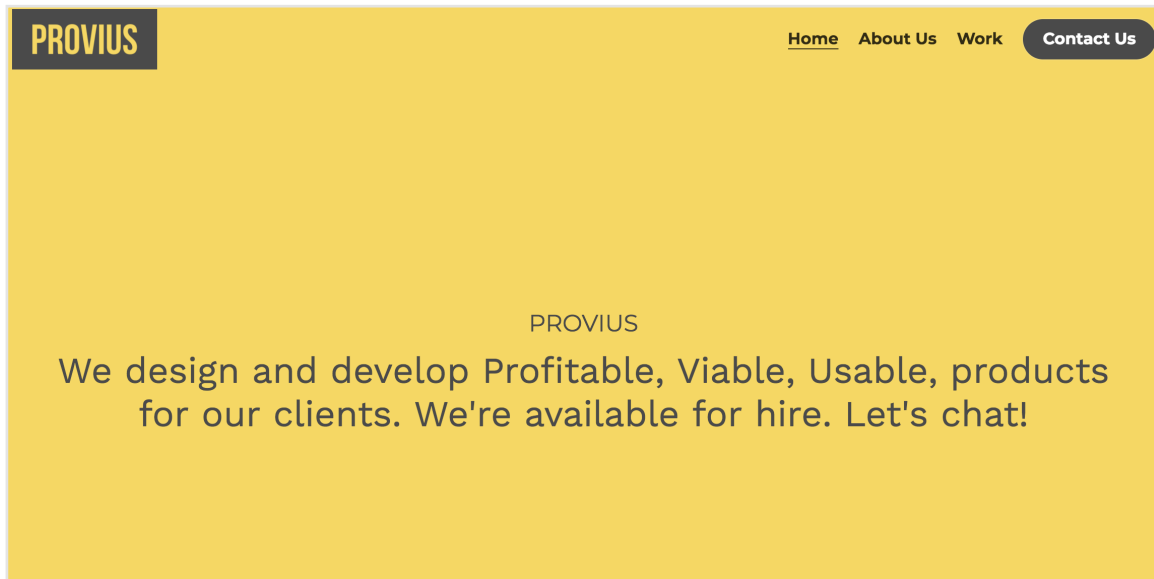 PROVIUS
Home About Us Work Contact Us
PROVIUS
We design and develop Profitable, Viable, Usable, products
for our clients. We're available for hire. Let's chat!